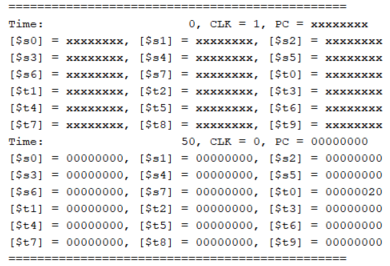 ==============================================
Time: 0, CLK = 1, PC = xxxxxxxx
[$s0] = xxxxxxxx, [$s1] = xxxxxxxx, [$s2] = xxxxxxxx
[$s3] = xxxxxxxx, [$s4] = xxxxxxxx, [$s5] = xxxxxxxx
[$s6] = xxxxxxxx, [$s7] = xxxxxxxx, [$t0] = xxxxxxxx
[$t1] = xxxxxxxx, [$t2] = xxxxxxxx, [$t3] = xxxxxxxx
[$t4] = xxxxxxxx, [$t5] = xxxxxxxx, [$t6] = xxxxxxxx
[$t7] = xxxxxxxx, [$t8] = xxxxxxxx, [$t9] = xxxxxxxx
Time: 50, CLK = 0, PC = 00000000
[$s0] = 00000000, [$s1] = 00000000, [$s2] = 00000000
[$s3] = 00000000, [$s4] = 00000000, [$s5] = 00000000
[$s6] = 00000000, [$s7] = 00000000, [$t0] = 00000020
[$t1] = 00000000, [$t2] = 00000000, [$t3] = 00000000
[$t4] = 00000000, [$t5] = 00000000, [$t6] = 00000000
[$t7] = 00000000, [$t8] = 00000000, [$t9] = 00000000
==============================================